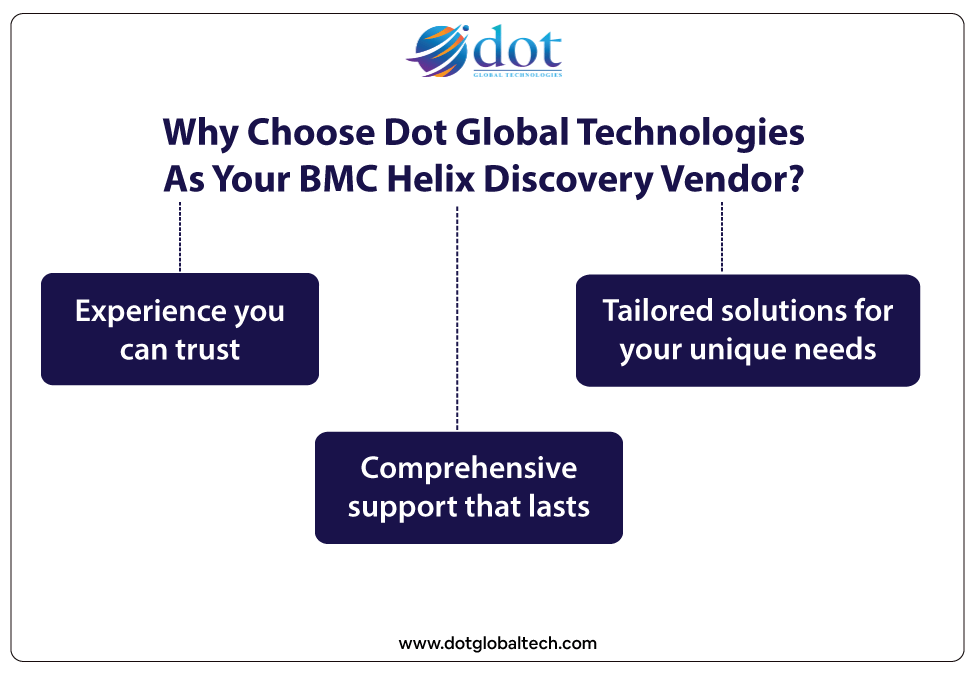 dot
GLOBAL TECHNOLOGIES
Why Choose Dot Global Technologies
As Your BMC Helix Discovery Vendor?
Experience you
can trust
Tailored solutions for
your unique needs
Comprehensive
support that lasts
www.dotglobaltech.com